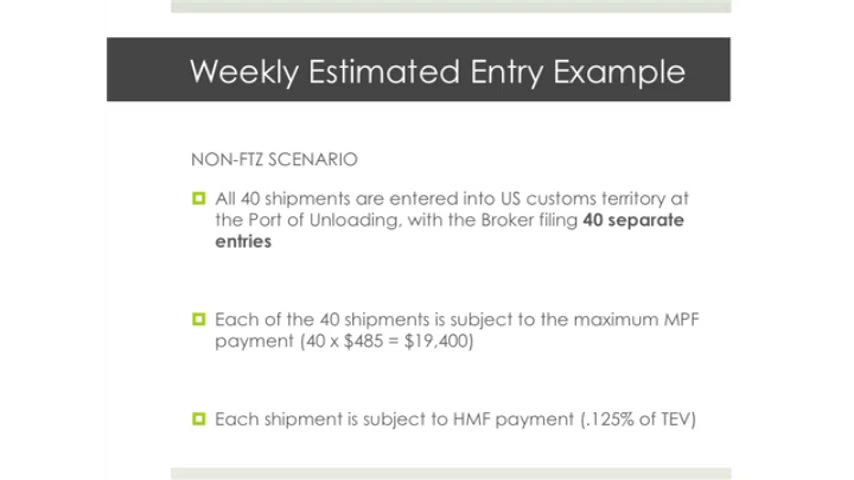 Weekly Estimated Entry Example
NON-FTZ SCENARIO
All 40 shipments are entered into US customs territory at
the Port of Unloading, with the Broker filing 40 separate
entries
Each of the 40 shipments is subject to the maximum MPF
payment (40 x $485 = $19,400)
Each shipment is subject to HMF payment (.125% of TEV)